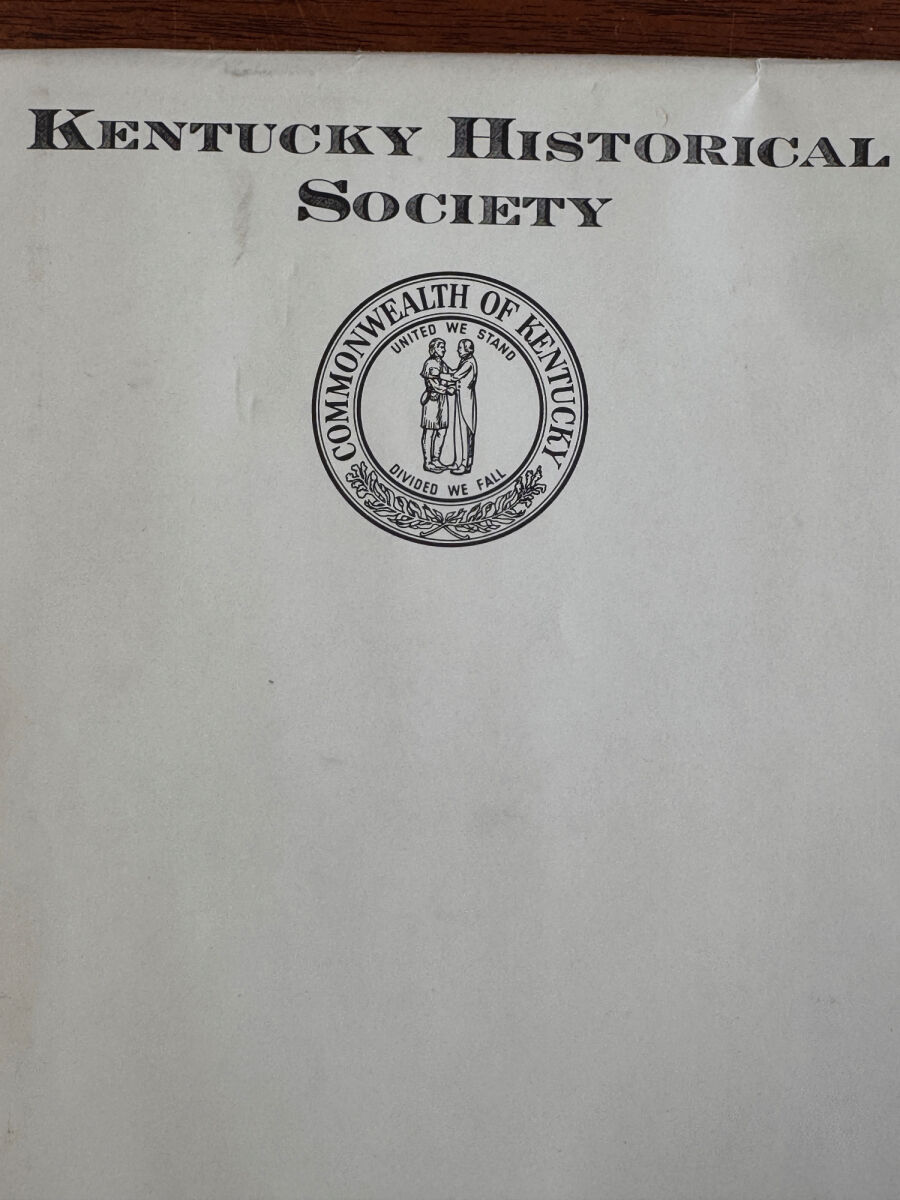 KENTUCKY HISTORICAL
SOCIETY
COMMONWEALTH OF KENTUCKY
UNITED WE STAND
DIVIDED WE FALL